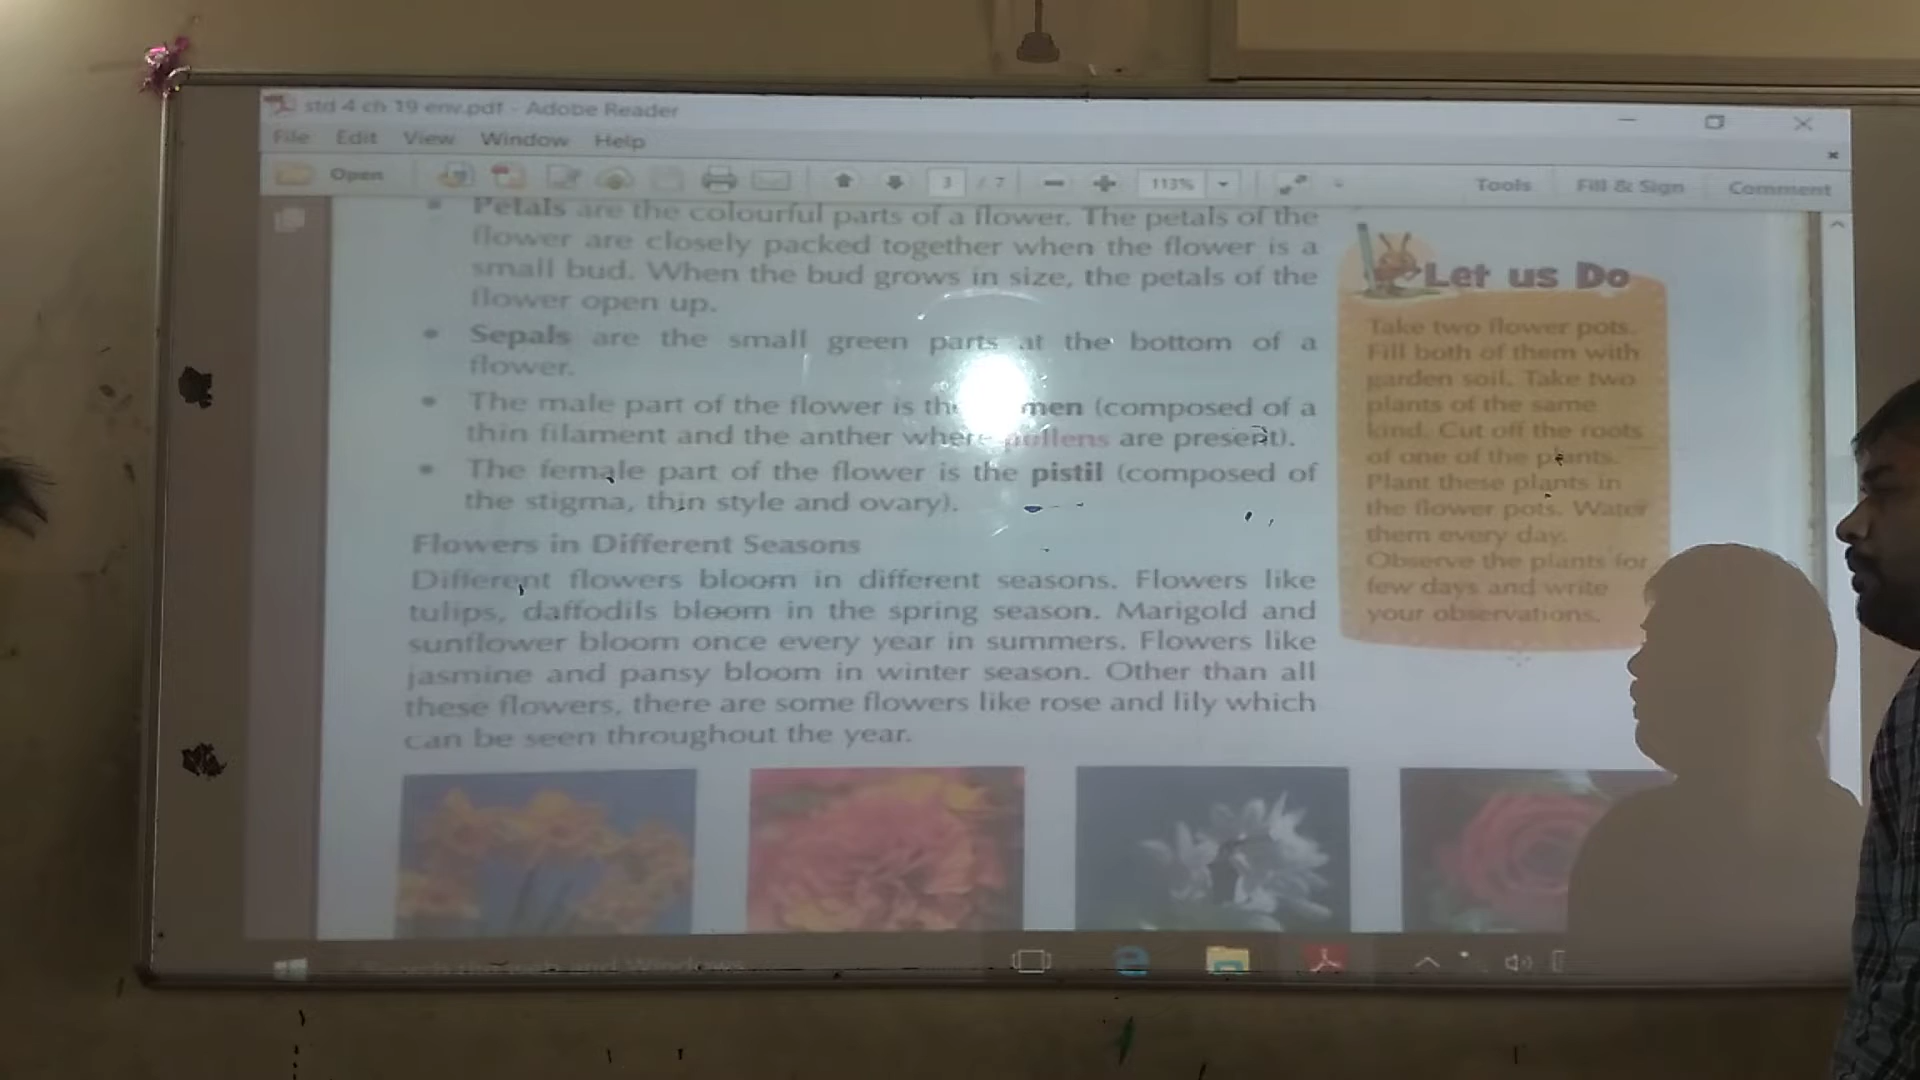 std 4 ch 19 env.pdf - Adobe Reader
File Edit View Window Help
Open 3 / 7 113% Tools Fill & Sign Comment
• Petals are the colourful parts of a flower. The petals of the
flower are closely packed together when the flower is a
small bud. When the bud grows in size, the petals of the
flower open up.
• Sepals are the small green parts at the bottom of a
flower.
• The male part of the flower is the men (composed of a
thin filament and the anther where pollens are present).
• The female part of the flower is the pistil (composed of
the stigma, thin style and ovary).
Flowers in Different Seasons
Different flowers bloom in different seasons. Flowers like
tulips, daffodils bloom in the spring season. Marigold and
sunflower bloom once every year in summers. Flowers like
jasmine and pansy bloom in winter season. Other than all
these flowers, there are some flowers like rose and lily which
can be seen throughout the year.
Let us Do
Take two flower pots.
Fill both of them with
garden soil. Take two
plants of the same
kind. Cut off the roots
of one of the plants.
Plant these plants in
the flower pots. Water
them every day.
Observe the plants for
few days and write
your observations.
Search the web and Windows